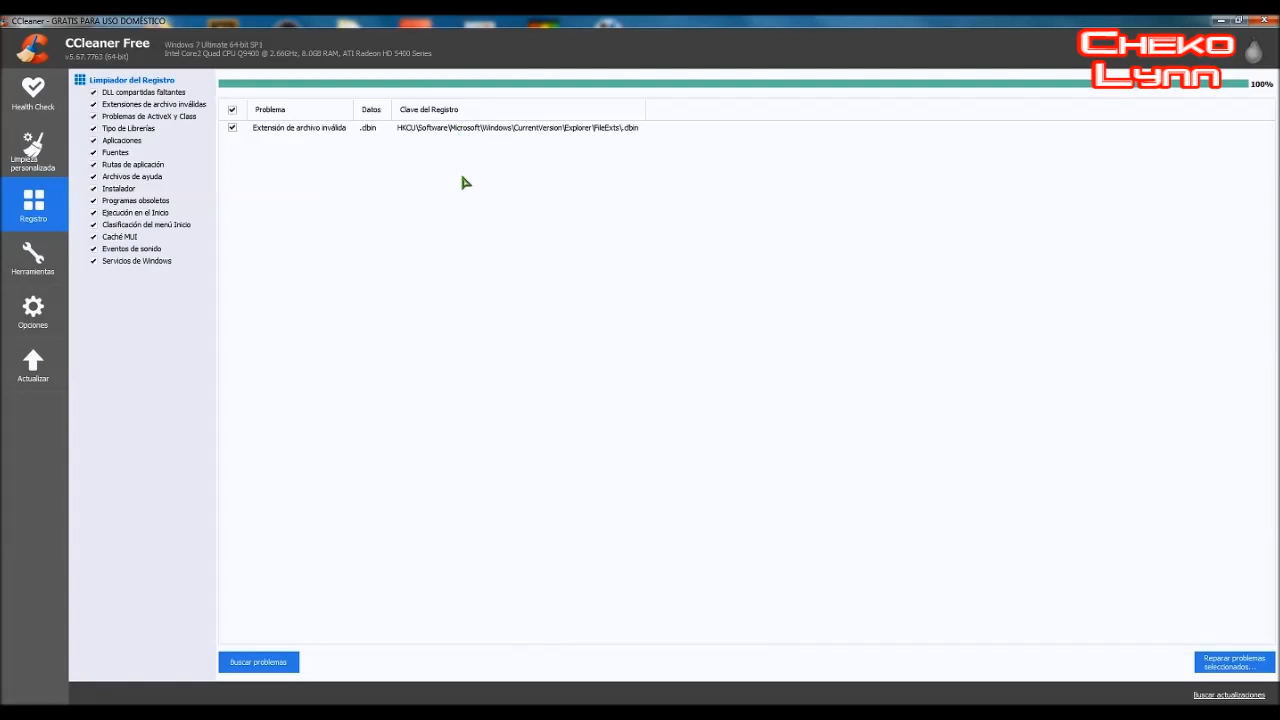 CCleaner - GRATIS PARA USO DOMÉSTICO
CCleaner Free
v5.67.7763 (64-bit)
Windows 7 Ultimate 64-bit SP1
Intel Core2 Quad CPU Q9400 @ 2.66GHz, 8.0GB RAM, ATI Radeon HD 5400 Series
Cheko
Lynn
Health Check
Limpieza
personalizada
Registro
Herramientas
Opciones
Actualizar
Limpiador del Registro
DLL compartidas faltantes
Extensiones de archivo inválidas
Problemas de ActiveX y Class
Tipo de Librerías
Aplicaciones
Fuentes
Rutas de aplicación
Archivos de ayuda
Instalador
Programas obsoletos
Ejecución en el Inicio
Clasificación del menú Inicio
Caché MUI
Eventos de sonido
Servicios de Windows
100%
Problema Datos Clave del Registro
Extensión de archivo inválida .dbin HKCU\Software\Microsoft\Windows\CurrentVersion\Explorer\FileExts\.dbin
Buscar problemas
Reparar problemas
seleccionados...
Buscar actualizaciones